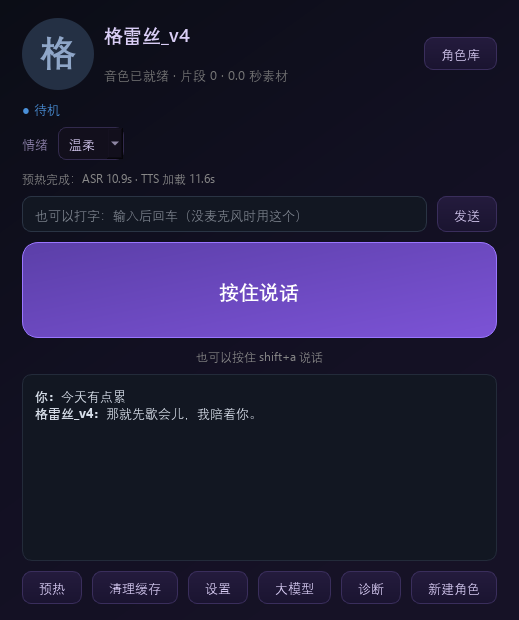 格
格雷丝_v4
音色已就绪 · 片段 0 · 0.0 秒素材
角色库
● 待机
情绪 温柔
预热完成：ASR 10.9s · TTS 加载 11.6s
也可以打字：输入后回车（没麦克风时用这个） 发送
按住说话
也可以按住 shift+a 说话
你：今天有点累
格雷丝_v4：那就先歇会儿，我陪着你。
预热 清理缓存 设置 大模型 诊断 新建角色